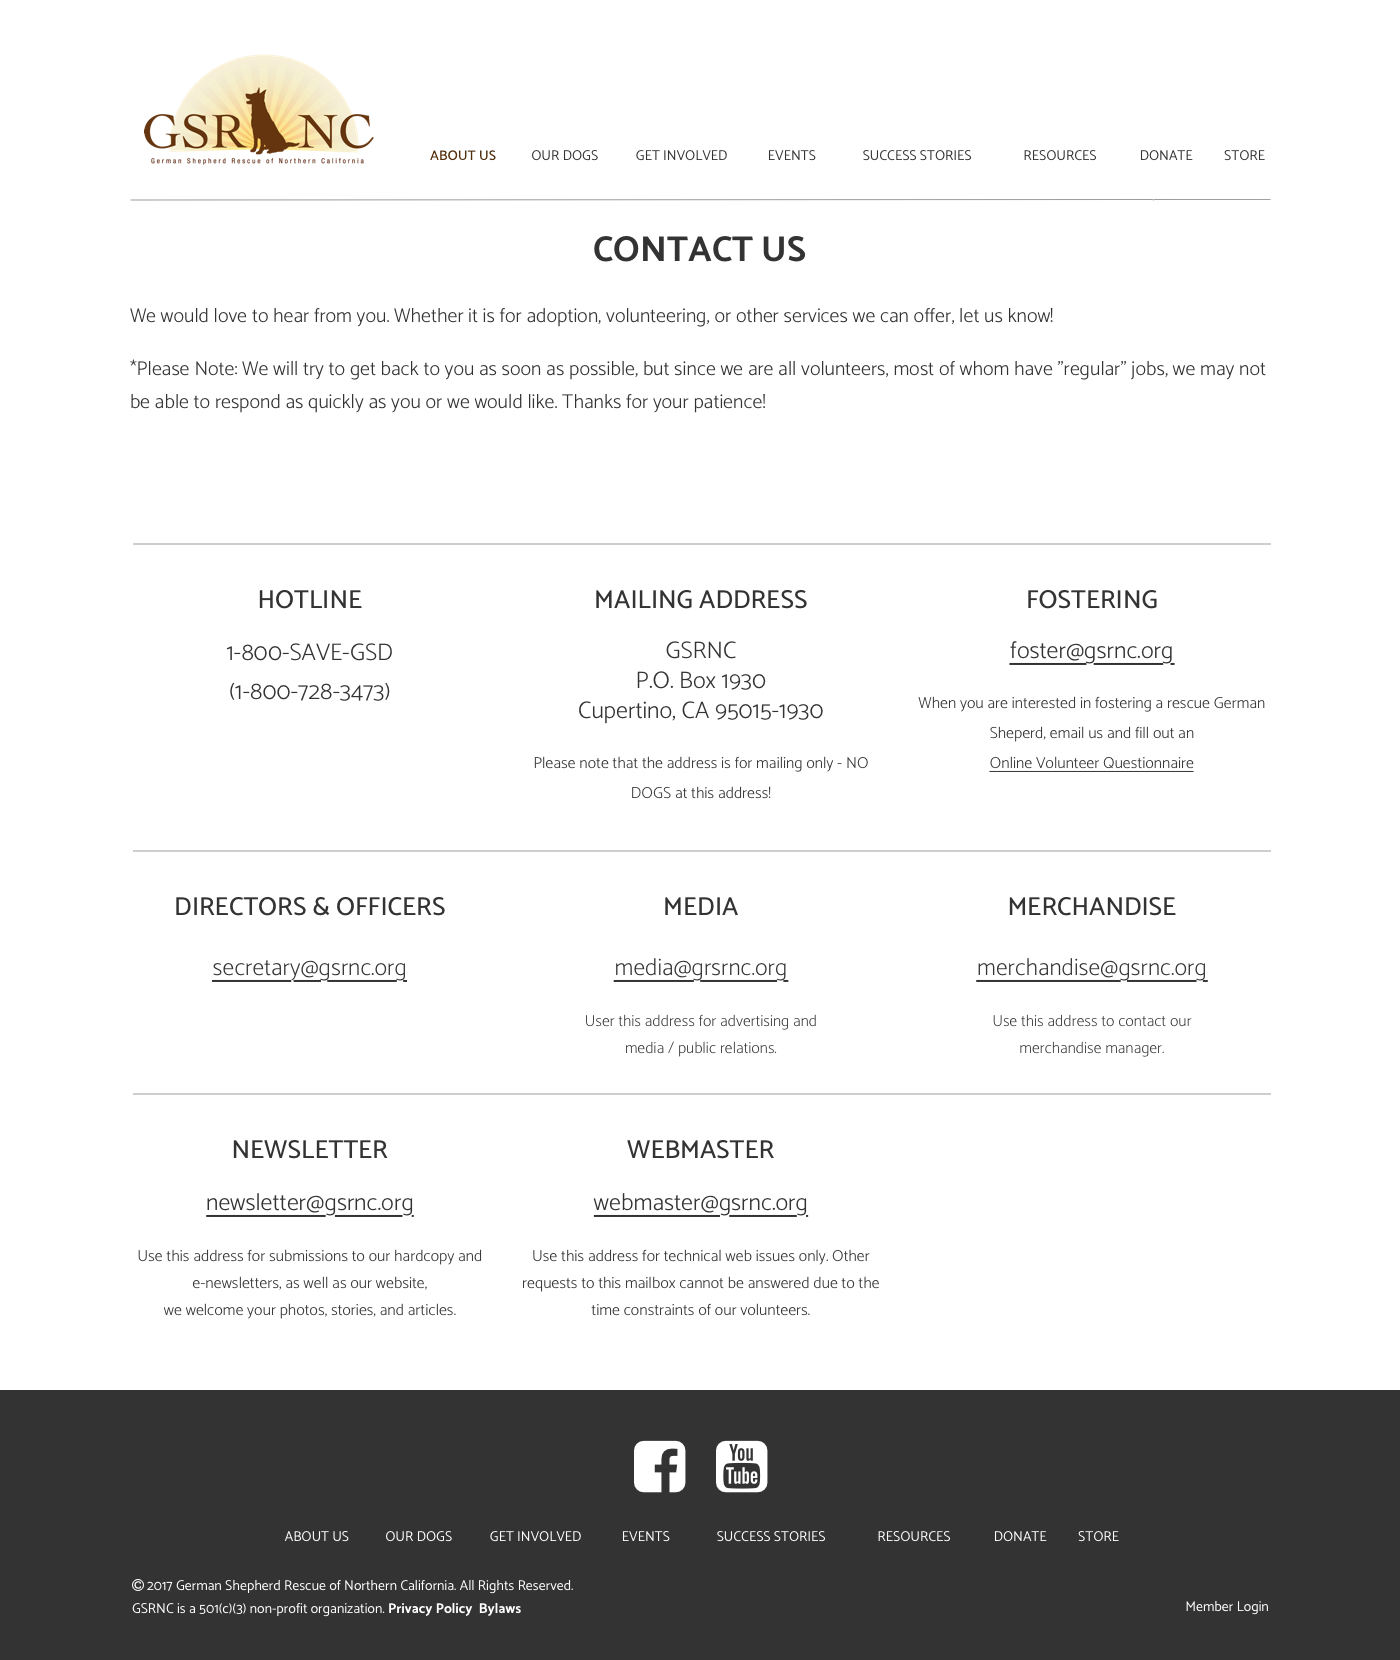 GSRNC
German Shepherd Rescue of Northern California
ABOUT US OUR DOGS GET INVOLVED EVENTS SUCCESS STORIES RESOURCES DONATE STORE
CONTACT US
We would love to hear from you. Whether it is for adoption, volunteering, or other services we can offer, let us know!
*Please Note: We will try to get back to you as soon as possible, but since we are all volunteers, most of whom have ”regular” jobs, we may not
be able to respond as quickly as you or we would like. Thanks for your patience!
HOTLINE
1-800-SAVE-GSD
(1-800-728-3473)
MAILING ADDRESS
GSRNC
P.O. Box 1930
Cupertino, CA 95015-1930
Please note that the address is for mailing only - NO
DOGS at this address!
FOSTERING
foster@gsrnc.org
When you are interested in fostering a rescue German
Sheperd, email us and fill out an
Online Volunteer Questionnaire
DIRECTORS & OFFICERS
secretary@gsrnc.org
MEDIA
media@grsrnc.org
User this address for advertising and
media / public relations.
MERCHANDISE
merchandise@gsrnc.org
Use this address to contact our
merchandise manager.
NEWSLETTER
newsletter@gsrnc.org
Use this address for submissions to our hardcopy and
e-newsletters, as well as our website,
we welcome your photos, stories, and articles.
WEBMASTER
webmaster@gsrnc.org
Use this address for technical web issues only. Other
requests to this mailbox cannot be answered due to the
time constraints of our volunteers.
You
Tube
ABOUT US OUR DOGS GET INVOLVED EVENTS SUCCESS STORIES RESOURCES DONATE STORE
© 2017 German Shepherd Rescue of Northern California. All Rights Reserved.
GSRNC is a 501(c)(3) non-profit organization. Privacy Policy Bylaws
Member Login